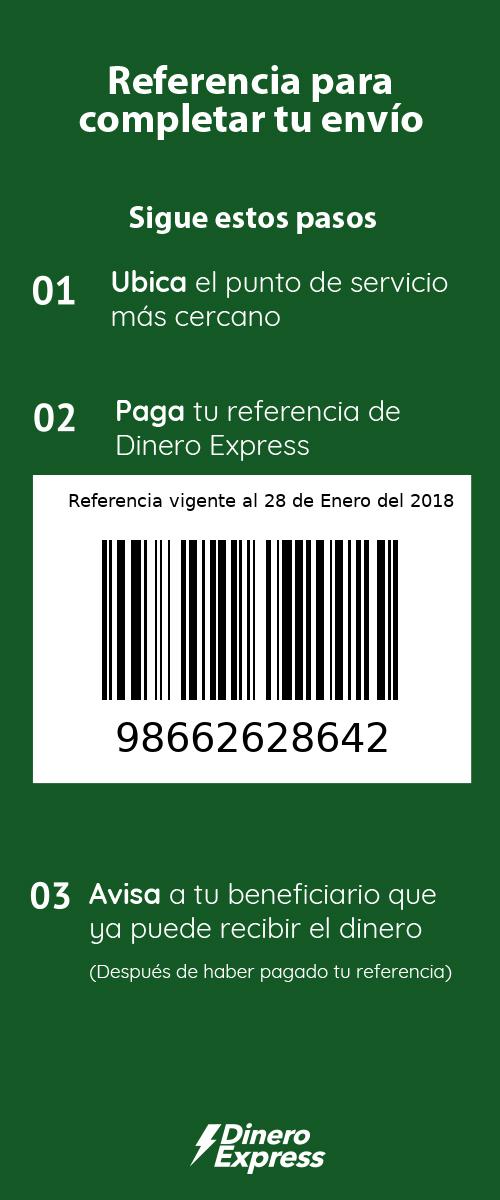 Referencia para
completar tu envío
Sigue estos pasos
01 Ubica el punto de servicio
más cercano
02 Paga tu referencia de
Dinero Express
Referencia vigente al 28 de Enero del 2018
98662628642
03 Avisa a tu beneficiario que
ya puede recibir el dinero
(Después de haber pagado tu referencia)
Dinero
Express